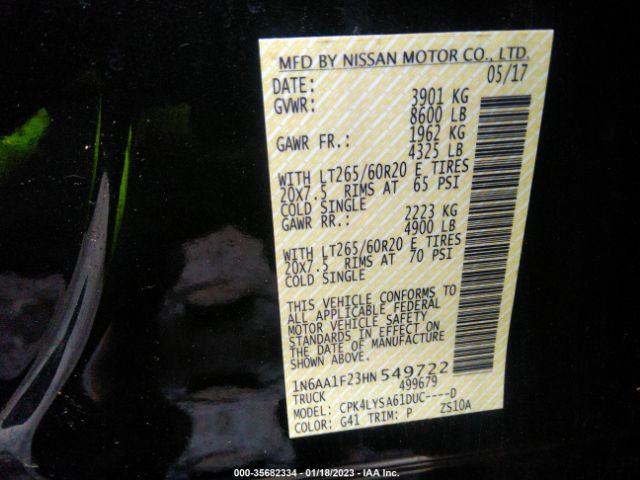 MFD BY NISSAN MOTOR CO., LTD.
DATE: 05/17
GVWR: 3901 KG
8600 LB
GAWR FR.: 1962 KG
4325 LB
WITH LT265/60R20 E TIRES
20X7.5 RIMS AT 65 PSI
COLD SINGLE
GAWR RR.: 2223 KG
4900 LB
WITH LT265/60R20 E TIRES
20X7.5 RIMS AT 70 PSI
COLD SINGLE
THIS VEHICLE CONFORMS TO
ALL APPLICABLE FEDERAL
MOTOR VEHICLE SAFETY
STANDARDS IN EFFECT ON
THE DATE OF MANUFACTURE
SHOWN ABOVE.
1N6AA1F23HN549722
TRUCK 499679
MODEL: CPK4LYSA61DUC----D
COLOR: G41 TRIM: P ZS10A
000-35682334 - 01/18/2023 - IAA Inc.